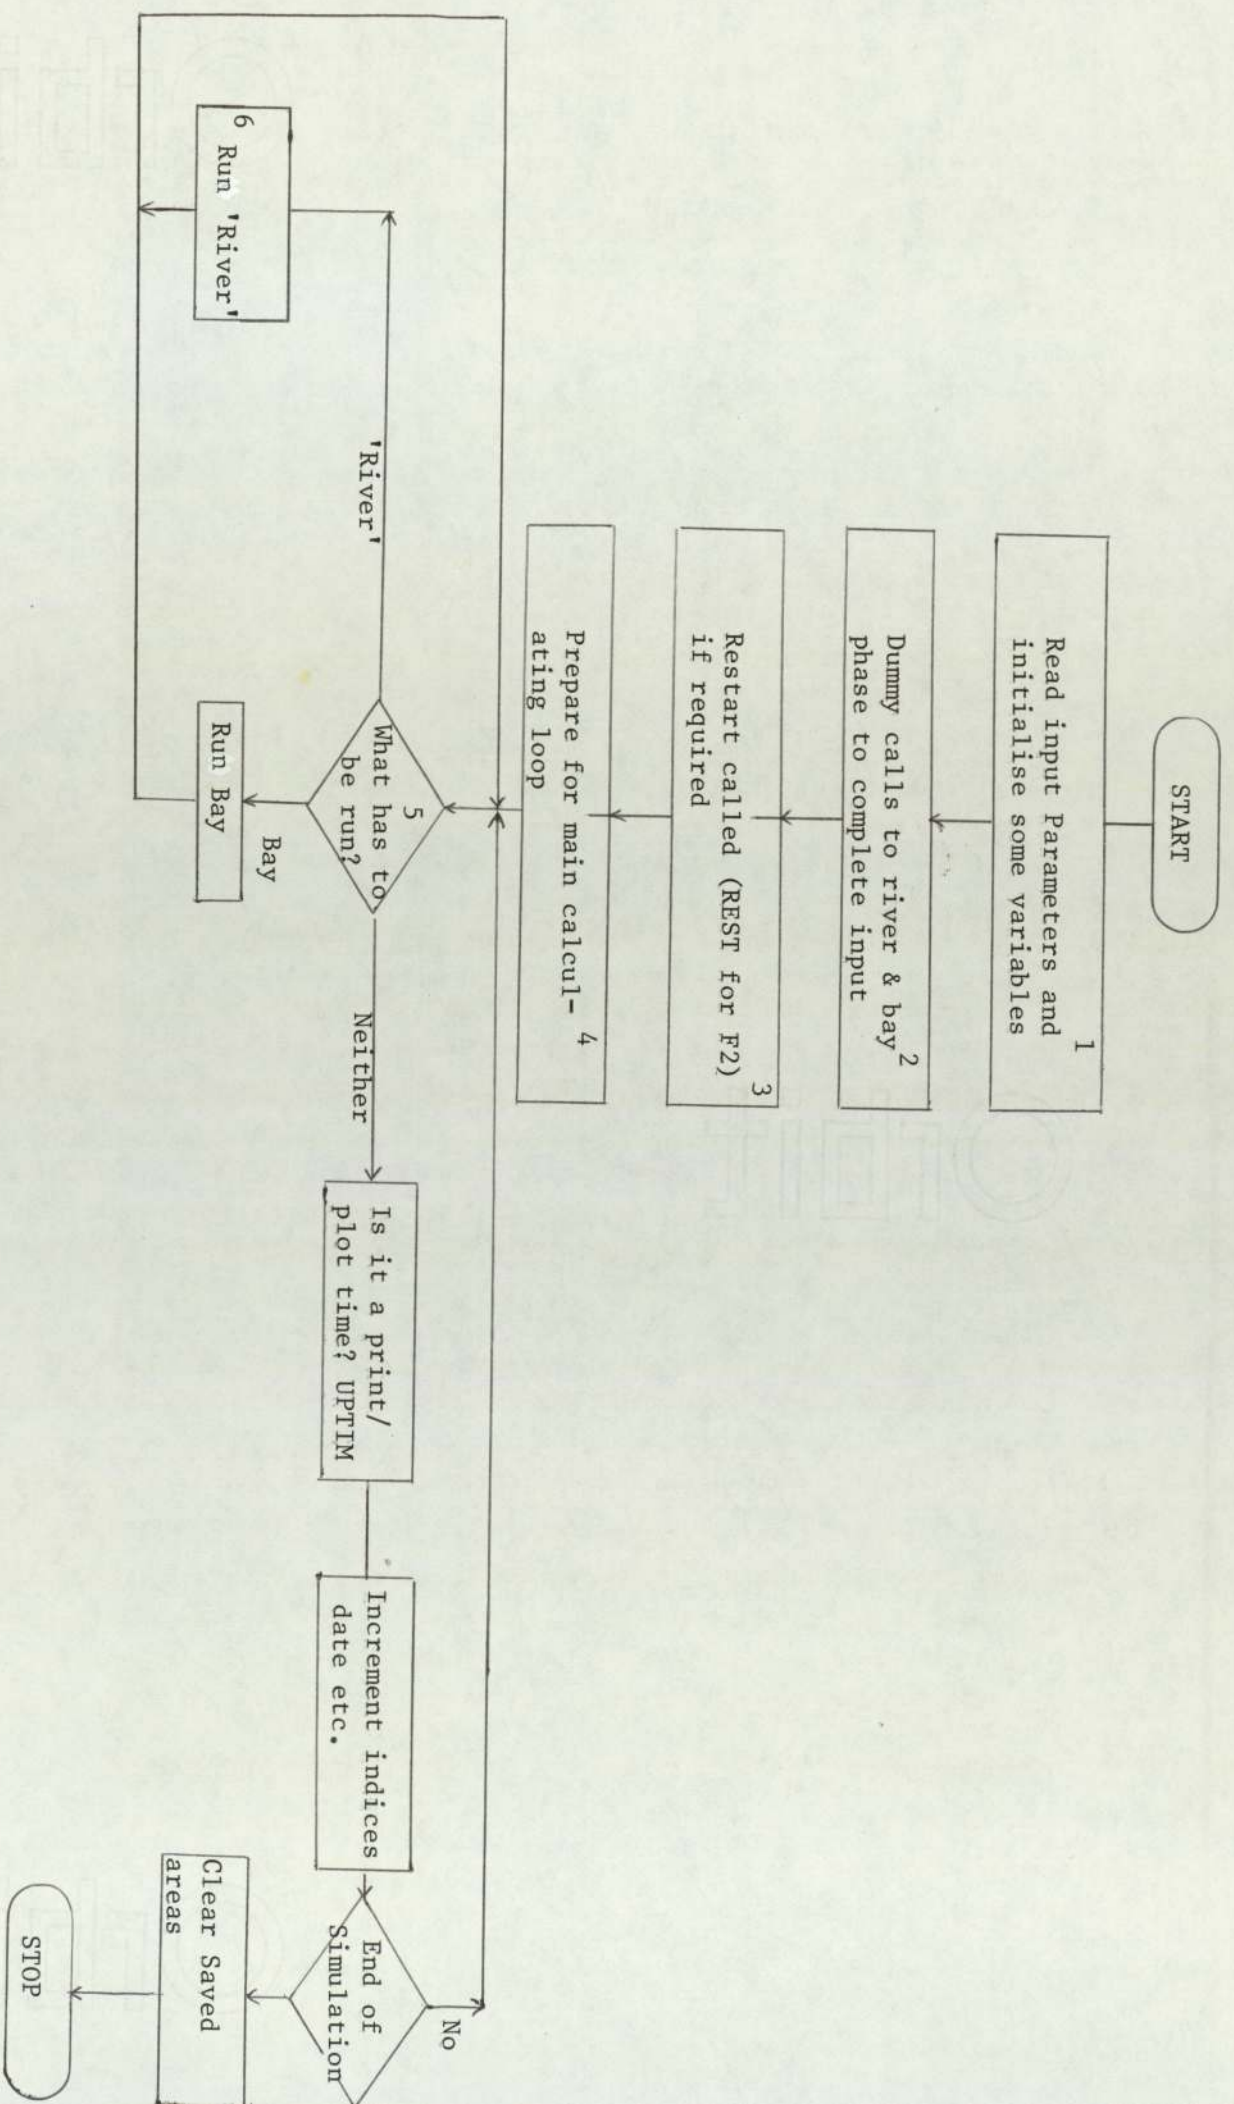 START
1
Read input Parameters and
initialise some variables
Dummy calls to river & bay 2
phase to complete input
3
Restart called (REST for F2)
if required
4
Prepare for main calcul-
ating loop
5
What has to
be run?
'River'
6
Run 'River'
Bay
Run Bay
Neither
Is it a print/
plot time? UPTIM
Increment indices
date etc.
End of
Simulation
No
Clear Saved
areas
STOP